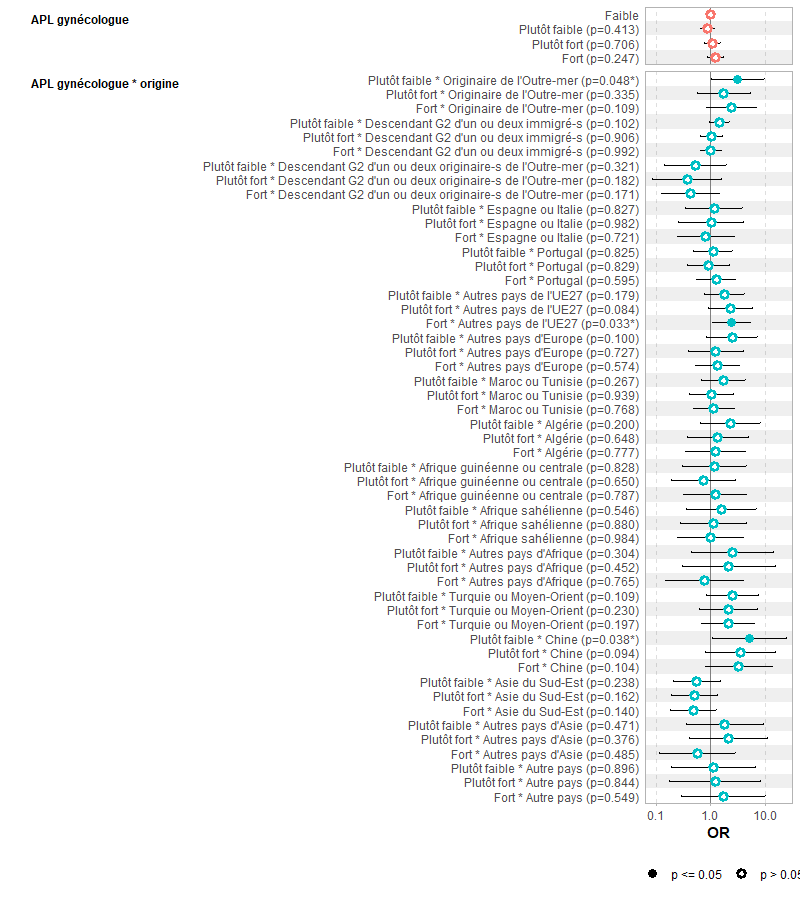 APL gynécologue
Faible
Plutôt faible (p=0.413)
Plutôt fort (p=0.706)
Fort (p=0.247)
APL gynécologue * origine
Plutôt faible * Originaire de l'Outre-mer (p=0.048*)
Plutôt fort * Originaire de l'Outre-mer (p=0.335)
Fort * Originaire de l'Outre-mer (p=0.109)
Plutôt faible * Descendant G2 d'un ou deux immigré-s (p=0.102)
Plutôt fort * Descendant G2 d'un ou deux immigré-s (p=0.906)
Fort * Descendant G2 d'un ou deux immigré-s (p=0.992)
Plutôt faible * Descendant G2 d'un ou deux originaire-s de l'Outre-mer (p=0.321)
Plutôt fort * Descendant G2 d'un ou deux originaire-s de l'Outre-mer (p=0.182)
Fort * Descendant G2 d'un ou deux originaire-s de l'Outre-mer (p=0.171)
Plutôt faible * Espagne ou Italie (p=0.827)
Plutôt fort * Espagne ou Italie (p=0.982)
Fort * Espagne ou Italie (p=0.721)
Plutôt faible * Portugal (p=0.825)
Plutôt fort * Portugal (p=0.829)
Fort * Portugal (p=0.595)
Plutôt faible * Autres pays de l'UE27 (p=0.179)
Plutôt fort * Autres pays de l'UE27 (p=0.084)
Fort * Autres pays de l'UE27 (p=0.033*)
Plutôt faible * Autres pays d'Europe (p=0.100)
Plutôt fort * Autres pays d'Europe (p=0.727)
Fort * Autres pays d'Europe (p=0.574)
Plutôt faible * Maroc ou Tunisie (p=0.267)
Plutôt fort * Maroc ou Tunisie (p=0.939)
Fort * Maroc ou Tunisie (p=0.768)
Plutôt faible * Algérie (p=0.200)
Plutôt fort * Algérie (p=0.648)
Fort * Algérie (p=0.777)
Plutôt faible * Afrique guinéenne ou centrale (p=0.828)
Plutôt fort * Afrique guinéenne ou centrale (p=0.650)
Fort * Afrique guinéenne ou centrale (p=0.787)
Plutôt faible * Afrique sahélienne (p=0.546)
Plutôt fort * Afrique sahélienne (p=0.880)
Fort * Afrique sahélienne (p=0.984)
Plutôt faible * Autres pays d'Afrique (p=0.304)
Plutôt fort * Autres pays d'Afrique (p=0.452)
Fort * Autres pays d'Afrique (p=0.765)
Plutôt faible * Turquie ou Moyen-Orient (p=0.109)
Plutôt fort * Turquie ou Moyen-Orient (p=0.230)
Fort * Turquie ou Moyen-Orient (p=0.197)
Plutôt faible * Chine (p=0.038*)
Plutôt fort * Chine (p=0.094)
Fort * Chine (p=0.104)
Plutôt faible * Asie du Sud-Est (p=0.238)
Plutôt fort * Asie du Sud-Est (p=0.162)
Fort * Asie du Sud-Est (p=0.140)
Plutôt faible * Autres pays d'Asie (p=0.471)
Plutôt fort * Autres pays d'Asie (p=0.376)
Fort * Autres pays d'Asie (p=0.485)
Plutôt faible * Autre pays (p=0.896)
Plutôt fort * Autre pays (p=0.844)
Fort * Autre pays (p=0.549)
0.1 1.0 10.0
OR
p <= 0.05 p > 0.05